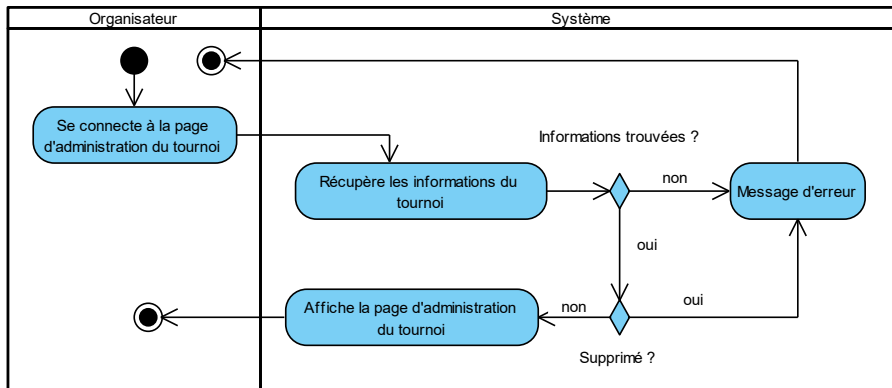 Organisateur
Système
Se connecte à la page
d'administration du tournoi
Informations trouvées ?
Récupère les informations du
tournoi
non
Message d'erreur
oui
Affiche la page d'administration
du tournoi
non
oui
Supprimé ?